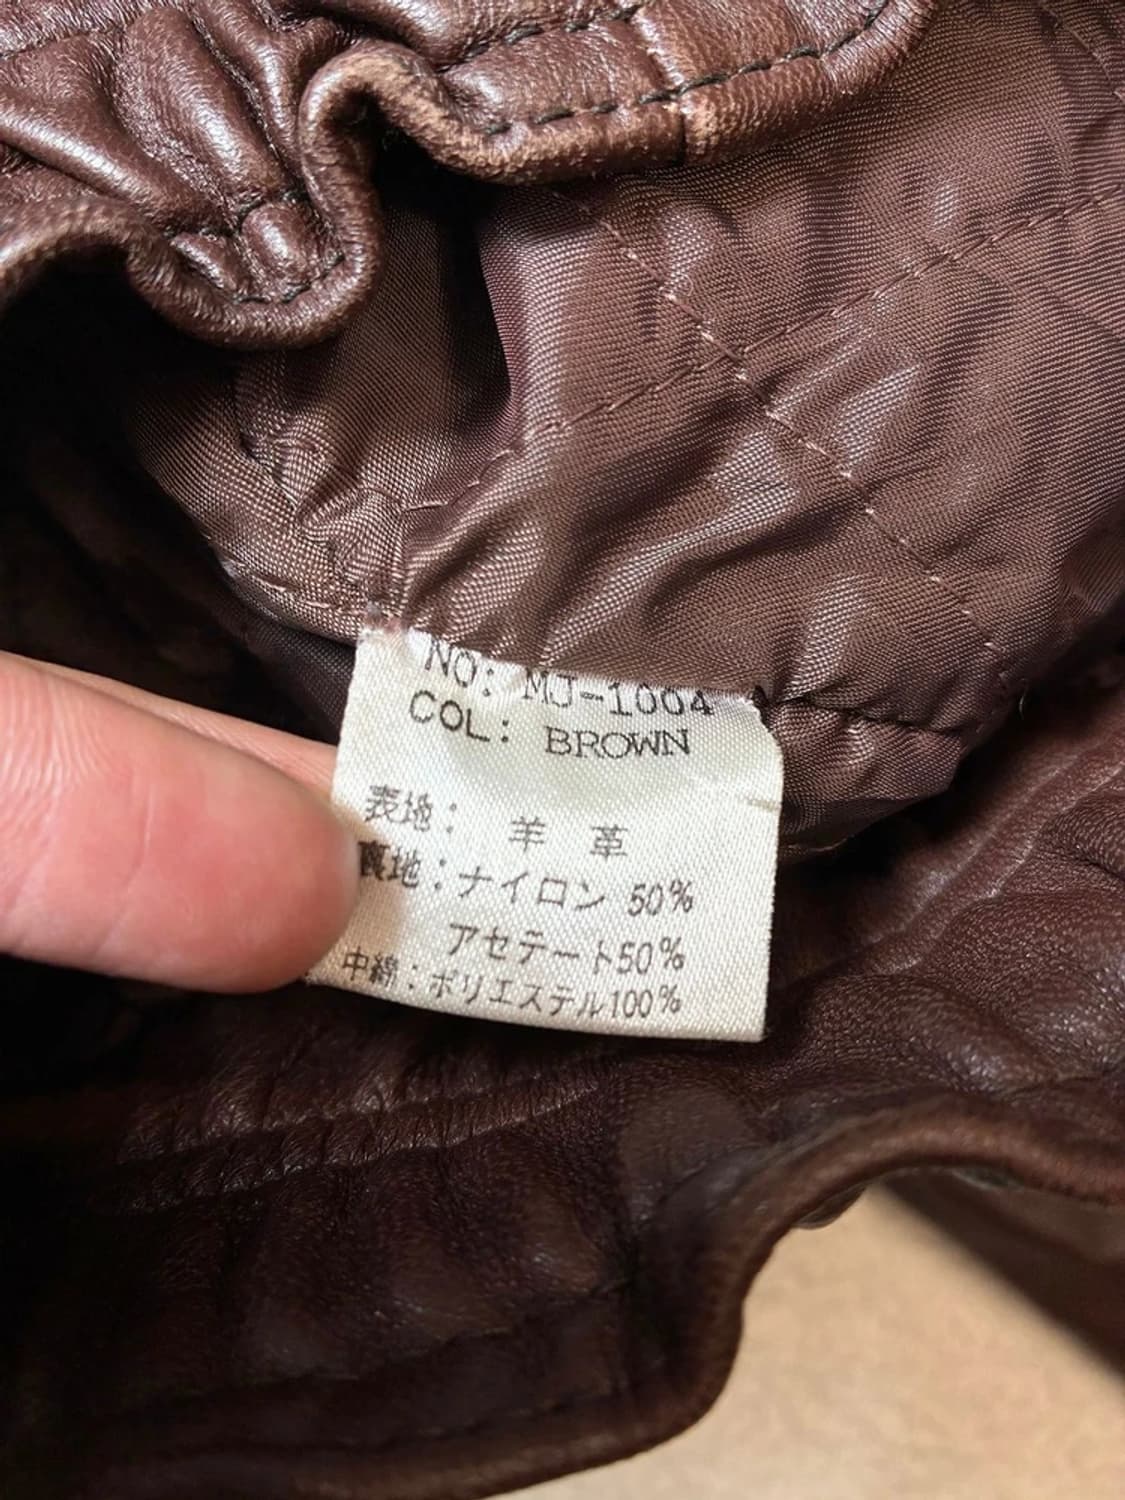 NO: MJ-1004
COL: BROWN
表地: 羊革
裏地:ナイロン 50%
アセテート50%
中綿:ポリエステル100%